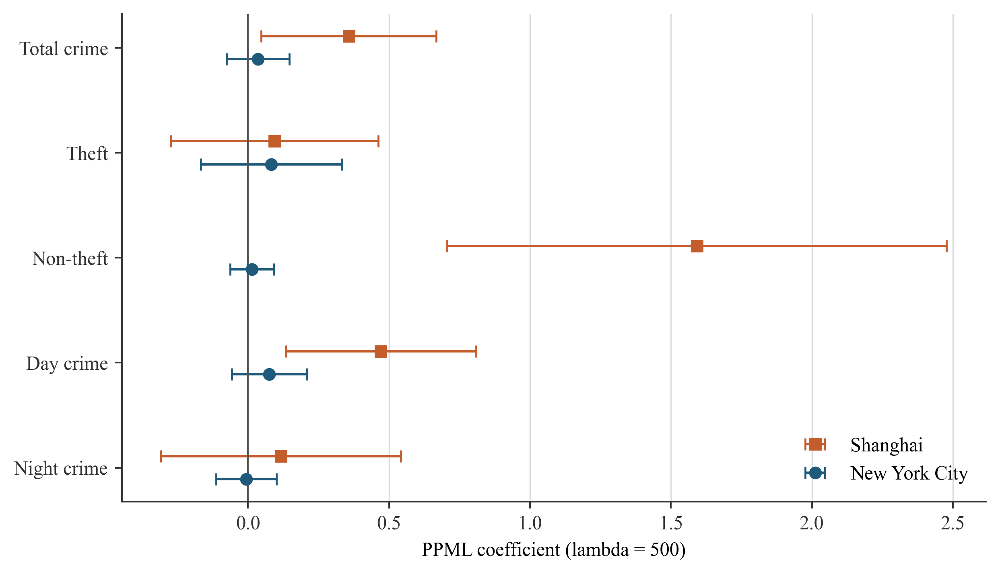 Total crime
Theft
Non-theft
Day crime
Night crime
Shanghai
New York City
0.0 0.5 1.0 1.5 2.0 2.5
PPML coefficient (lambda = 500)